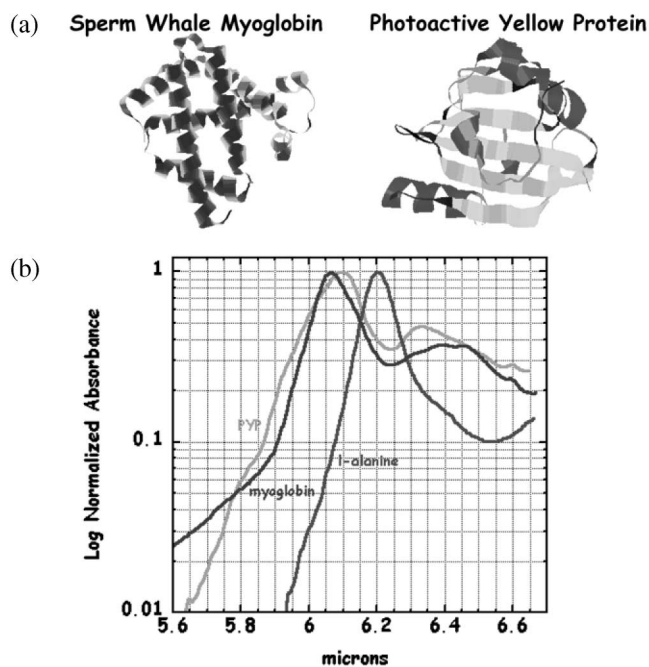 (a)
Sperm Whale Myoglobin
Photoactive Yellow Protein
(b)
Log Normalized Absorbance
1
0.1
0.01
PYP
myoglobin
l-alanine
5.6 5.8 6 6.2 6.4 6.6
microns